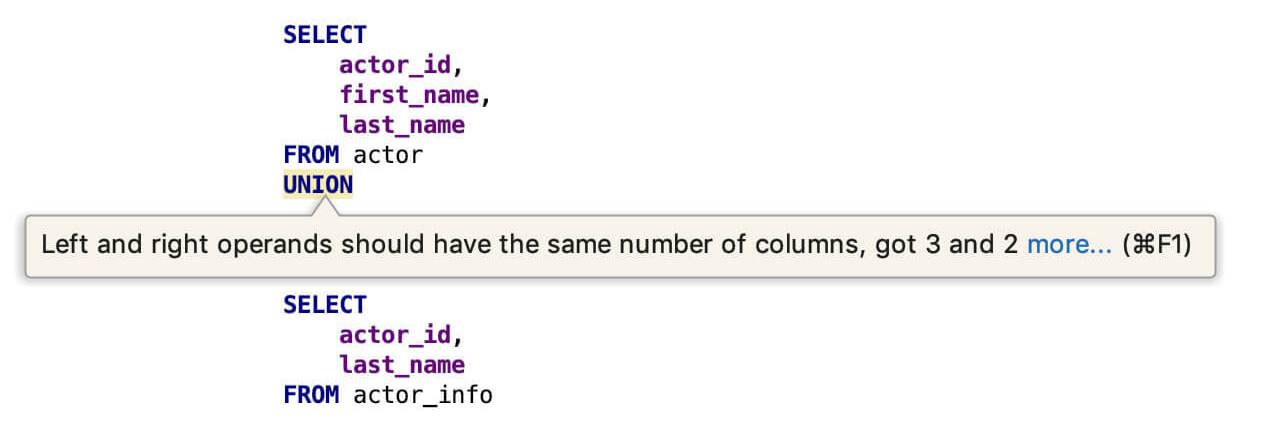 SELECT
actor_id,
first_name,
last_name
FROM actor
UNION
Left and right operands should have the same number of columns, got 3 and 2 more... (⌘F1)
SELECT
actor_id,
last_name
FROM actor_info